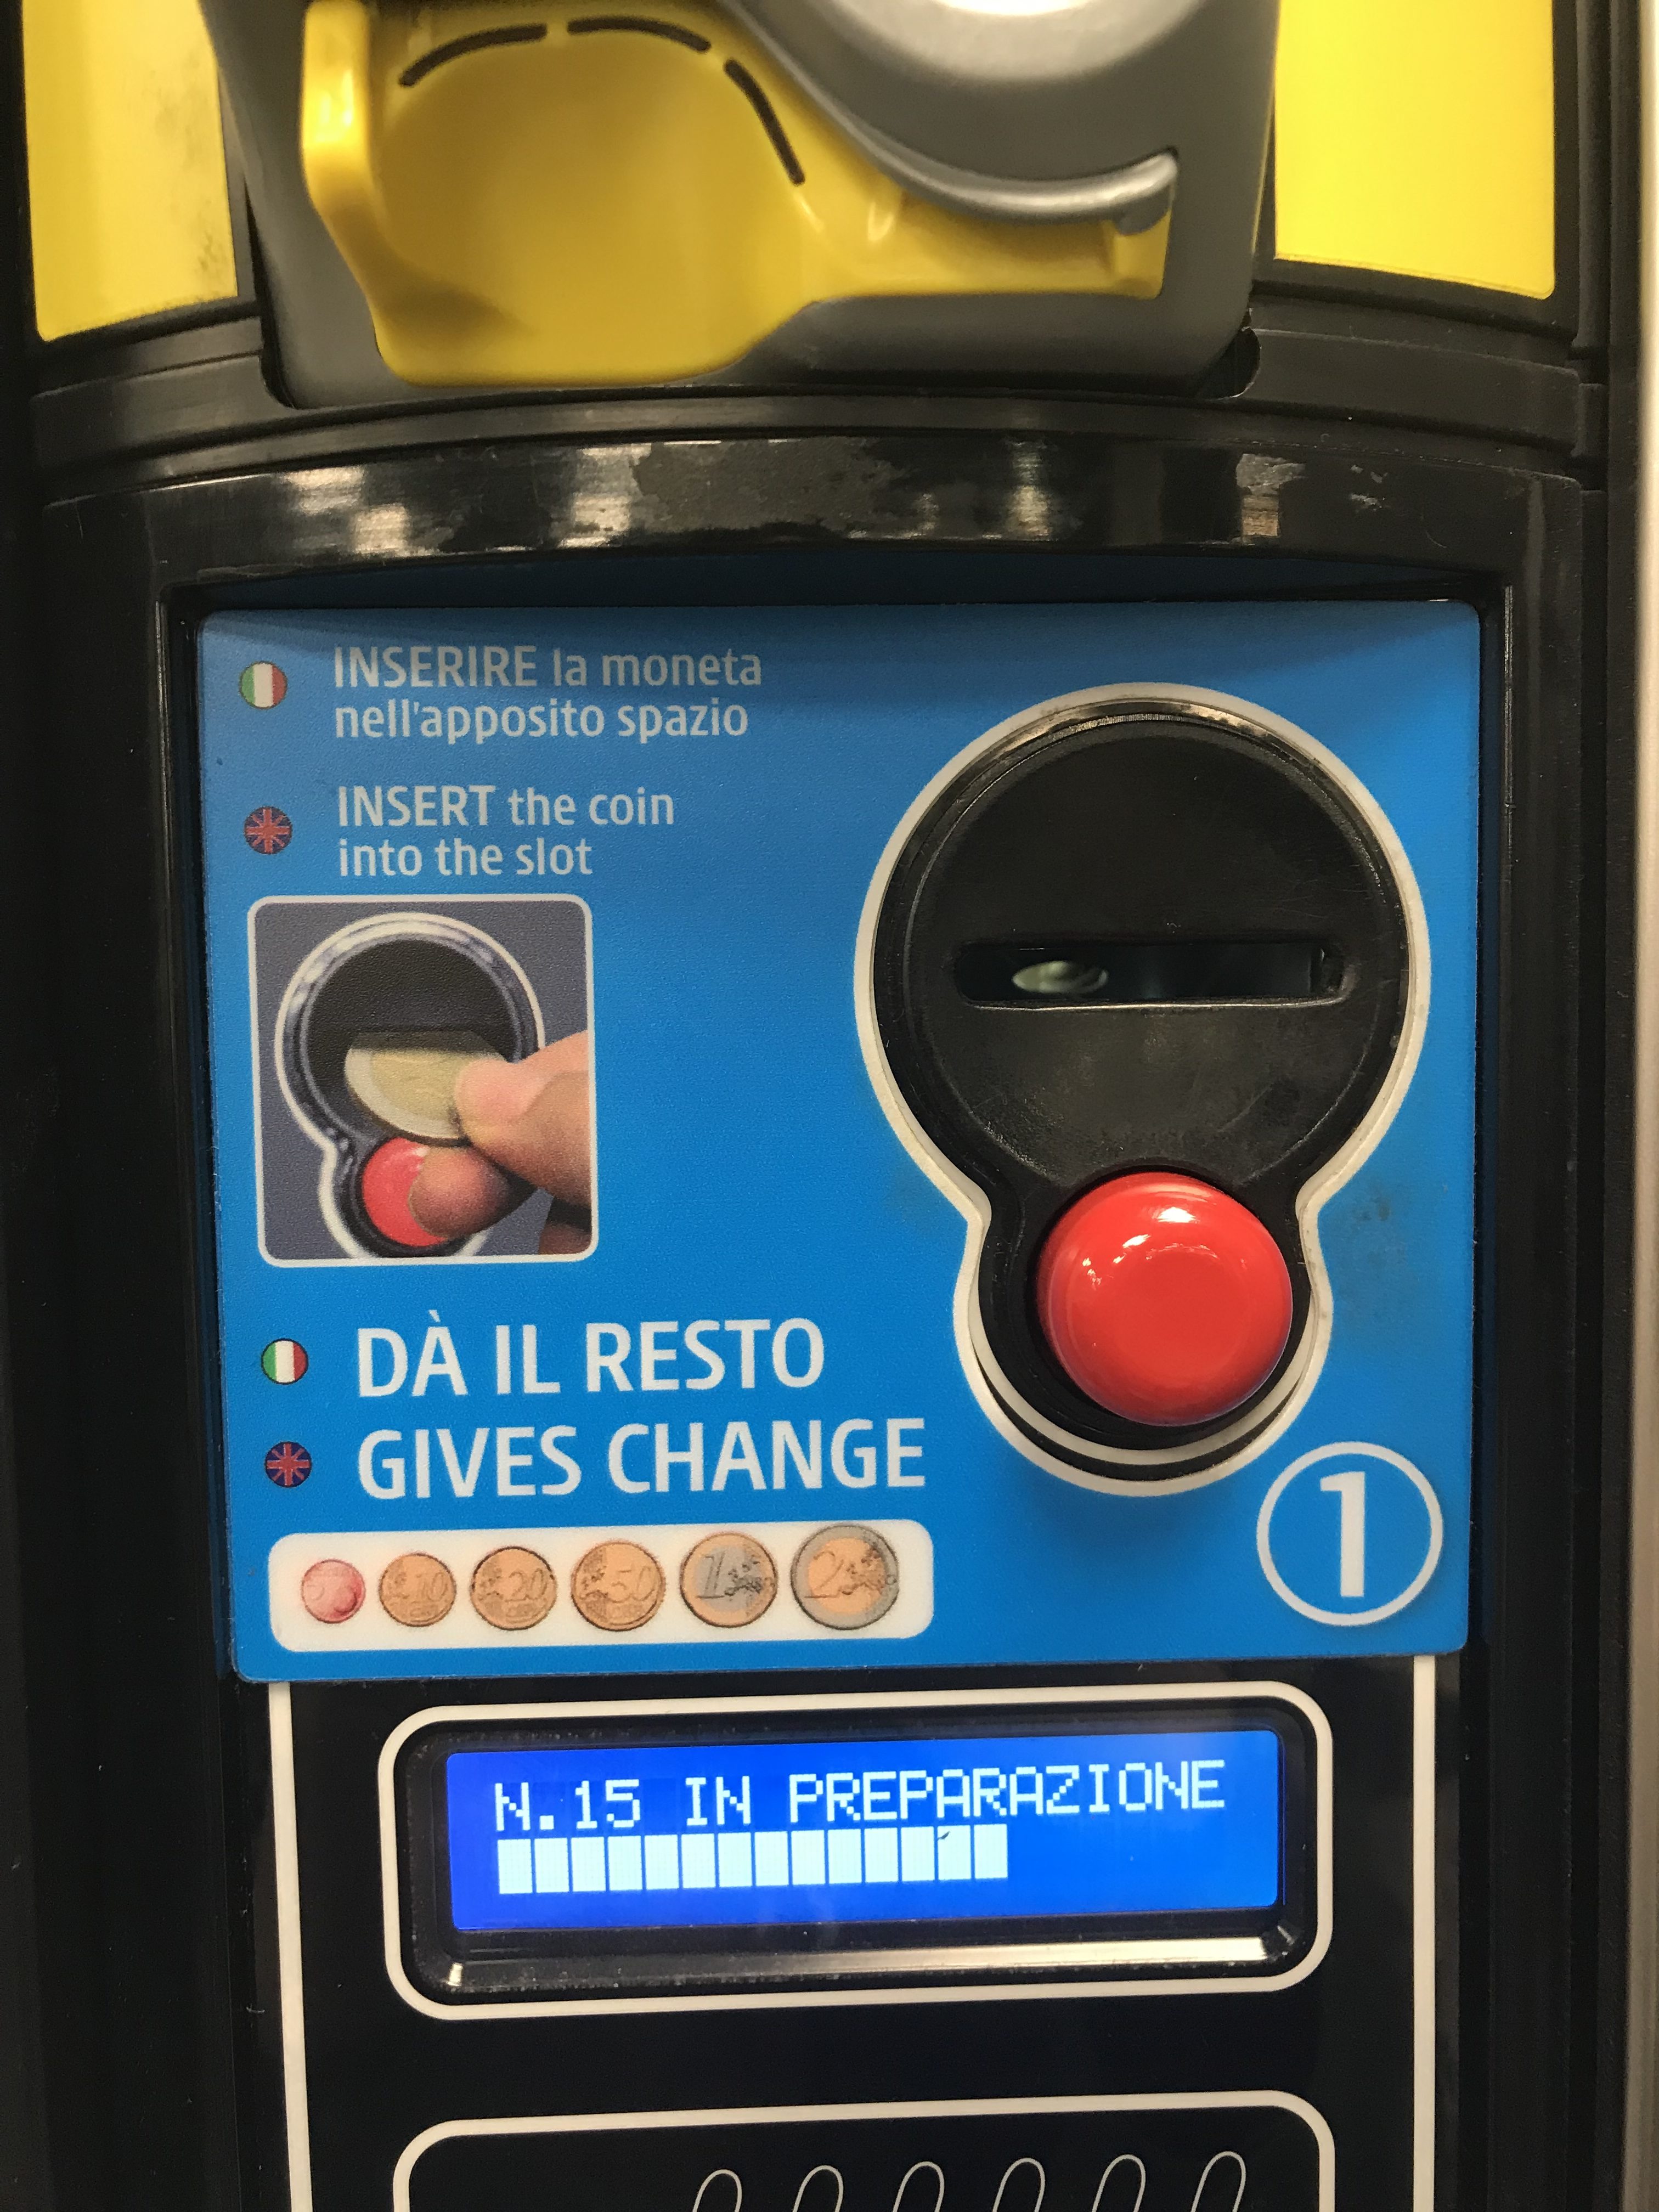 INSERIRE la moneta
nell'apposito spazio
INSERT the coin
into the slot
DÀ IL RESTO
GIVES CHANGE
10 20 50 1 2
1
N.15 IN PREPARAZIONE